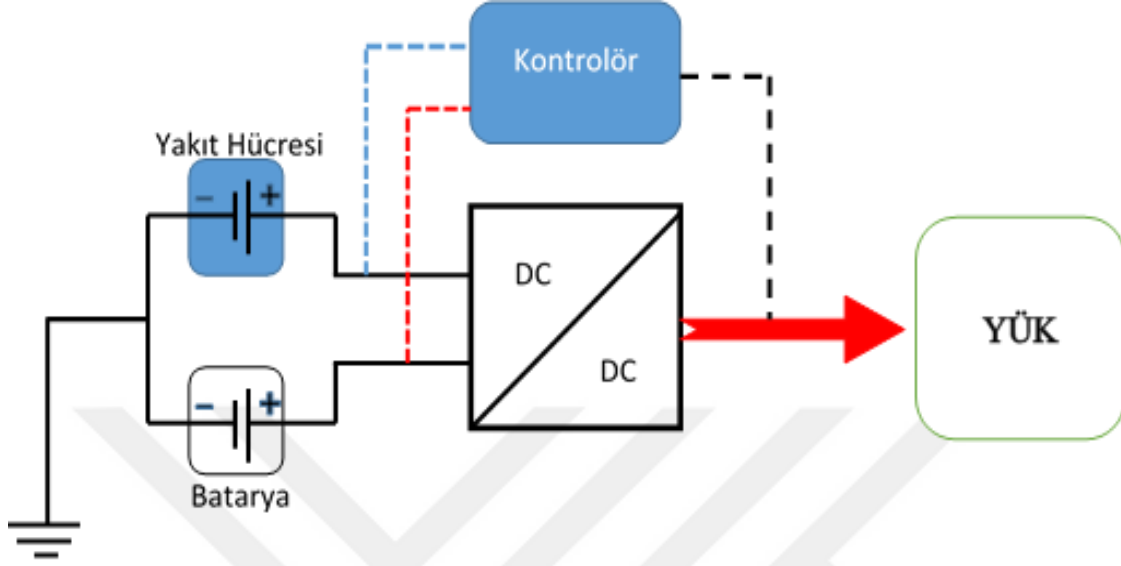 Kontrolör
Yakıt Hücresi
− +
DC
DC
YÜK
− +
Batarya